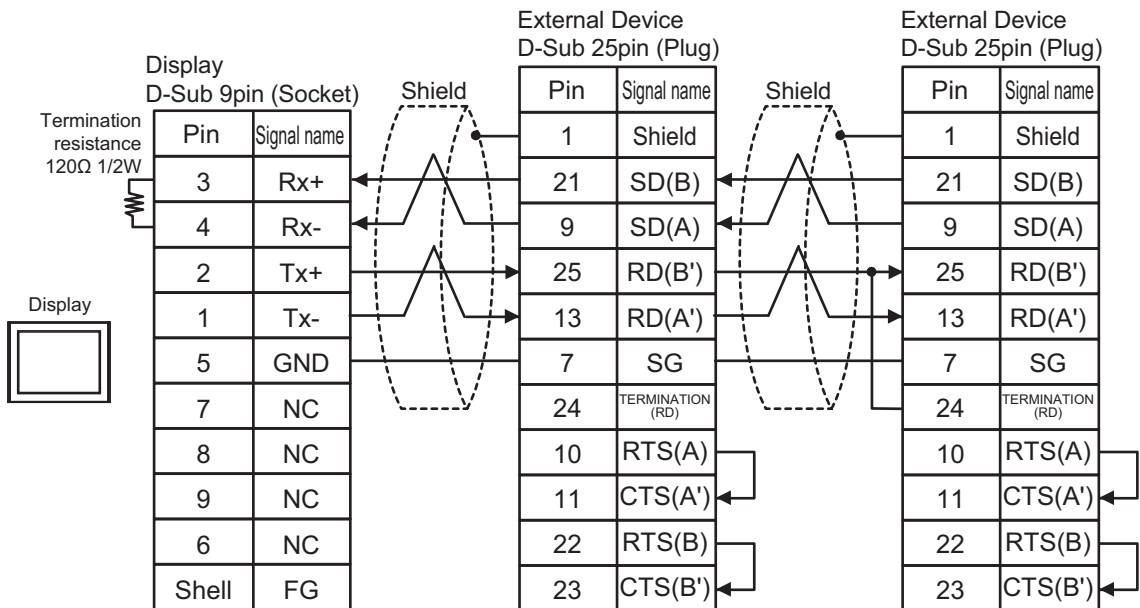 External Device
D-Sub 25pin (Plug)
External Device
D-Sub 25pin (Plug)
Display
D-Sub 9pin (Socket)
Shield
Shield
Termination
resistance
120Ω 1/2W
Display
Pin Signal name
3 Rx+
4 Rx-
2 Tx+
1 Tx-
5 GND
7 NC
8 NC
9 NC
6 NC
Shell FG
Pin Signal name
1 Shield
21 SD(B)
9 SD(A)
25 RD(B')
13 RD(A')
7 SG
24 TERMINATION
(RD)
10 RTS(A)
11 CTS(A')
22 RTS(B)
23 CTS(B')
Pin Signal name
1 Shield
21 SD(B)
9 SD(A)
25 RD(B')
13 RD(A')
7 SG
24 TERMINATION
(RD)
10 RTS(A)
11 CTS(A')
22 RTS(B)
23 CTS(B')